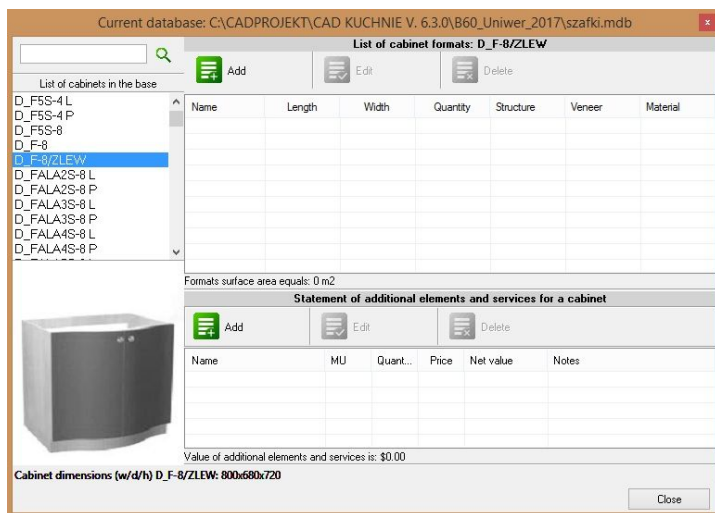 Current database: C:\CADPROJEKT\CAD KUCHNIE V. 6.3.0\B60_Uniwer_2017\szafki.mdb
x
List of cabinets in the base
D_F5S-4 L
D_F5S-4 P
D_F5S-8
D_F-8
D_F-8/ZLEW
D_FALA2S-8 L
D_FALA2S-8 P
D_FALA3S-8 L
D_FALA3S-8 P
D_FALA4S-8 L
D_FALA4S-8 P
List of cabinet formats: D_F-8/ZLEW
Add Edit Delete
Name Length Width Quantity Structure Veneer Material
Formats surface area equals: 0 m2
Statement of additional elements and services for a cabinet
Add Edit Delete
Name MU Quant... Price Net value Notes
Value of additional elements and services is: $0.00
Cabinet dimensions (w/d/h) D_F-8/ZLEW: 800x680x720
Close